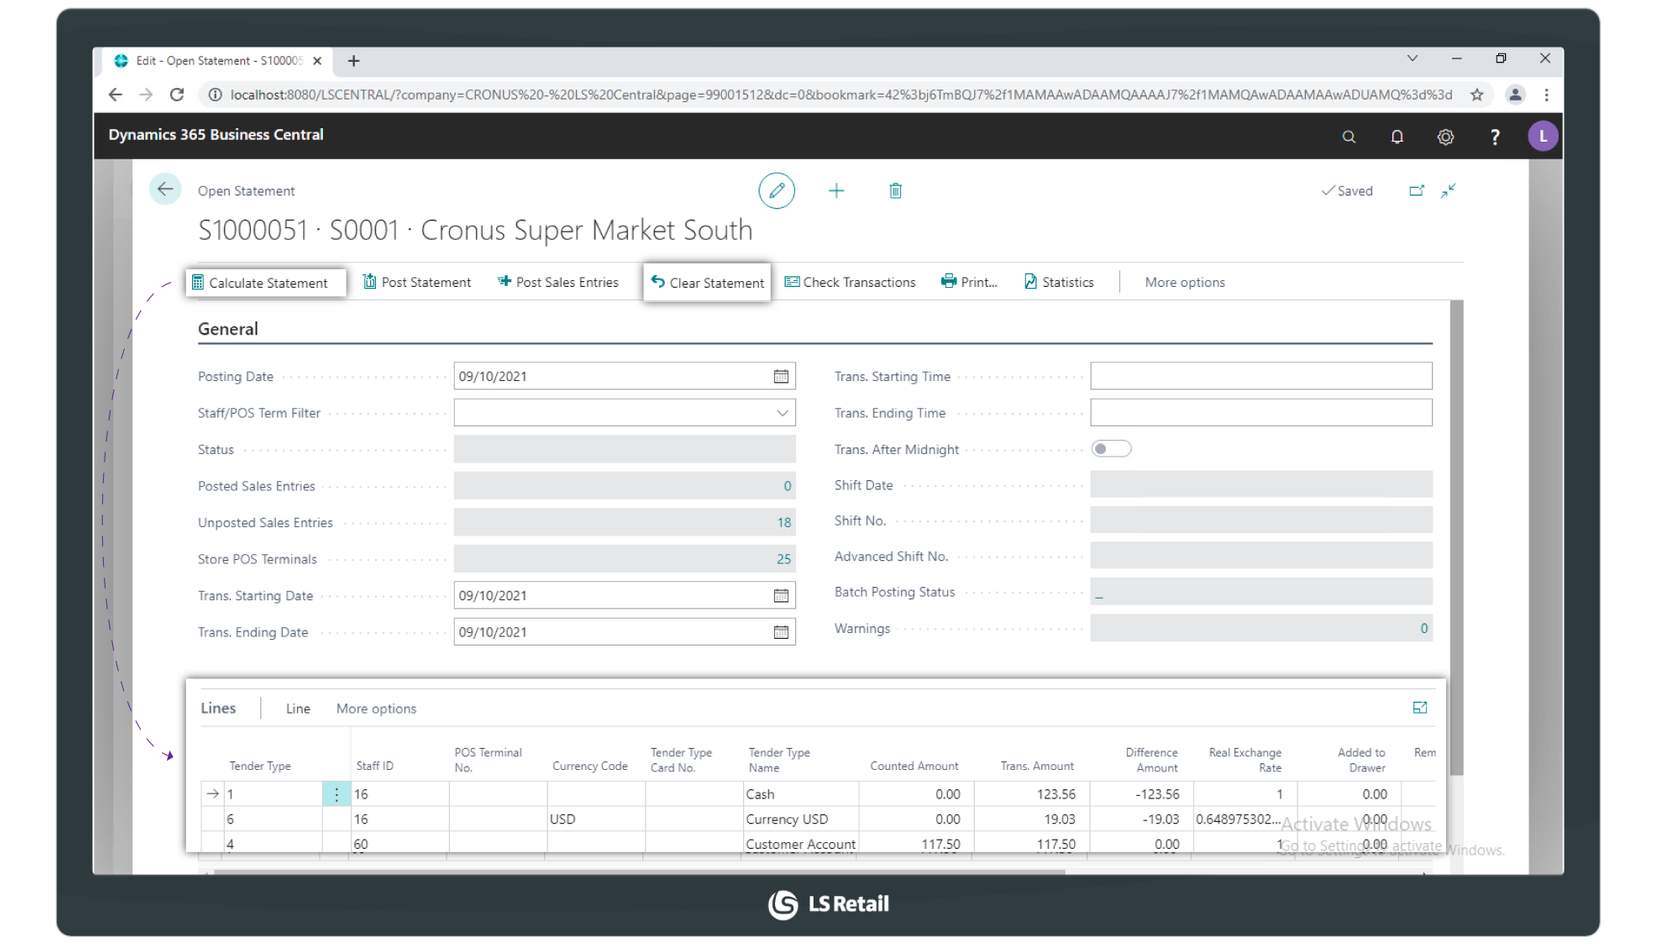 Edit - Open Statement - S100005
localhost:8080/LSCENTRAL/?company=CRONUS%20-%20LS%20Central&page=99001512&dc=0&bookmark=42%3bj6TmBQJ7%2f1MAMAAwADAAMQAAAAJ7%2f1MAMQAwADAAMAAwADUAMQ%3d%3d
Dynamics 365 Business Central
? L
Open Statement
Saved
S1000051 · S0001 · Cronus Super Market South
Calculate Statement Post Statement Post Sales Entries Clear Statement Check Transactions Print... Statistics More options
General
Posting Date 09/10/2021 Trans. Starting Time
Staff/POS Term Filter Trans. Ending Time
Status Trans. After Midnight
Posted Sales Entries 0 Shift Date
Unposted Sales Entries 18 Shift No.
Store POS Terminals 25 Advanced Shift No.
Trans. Starting Date 09/10/2021 Batch Posting Status _
Trans. Ending Date 09/10/2021 Warnings 0
Lines Line More options
Tender Type Staff ID POS Terminal No. Currency Code Tender Type Card No. Tender Type Name Counted Amount Trans. Amount Difference Amount Real Exchange Rate Added to Drawer Rem
1 16 Cash 0.00 123.56 -123.56 1 0.00
6 16 USD Currency USD 0.00 19.03 -19.03 0.648975302... 0.00
4 60 Customer Account 117.50 117.50 0.00 1 0.00
Activate Windows
Go to Settings to activate Windows.
LS Retail